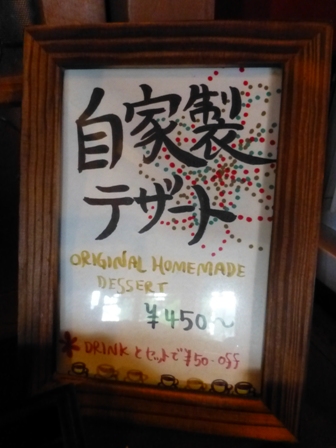 自家製
テザート
ORIGINAL HOMEMADE
DESSERT
¥450〜
* DRINKとセットで¥50-off